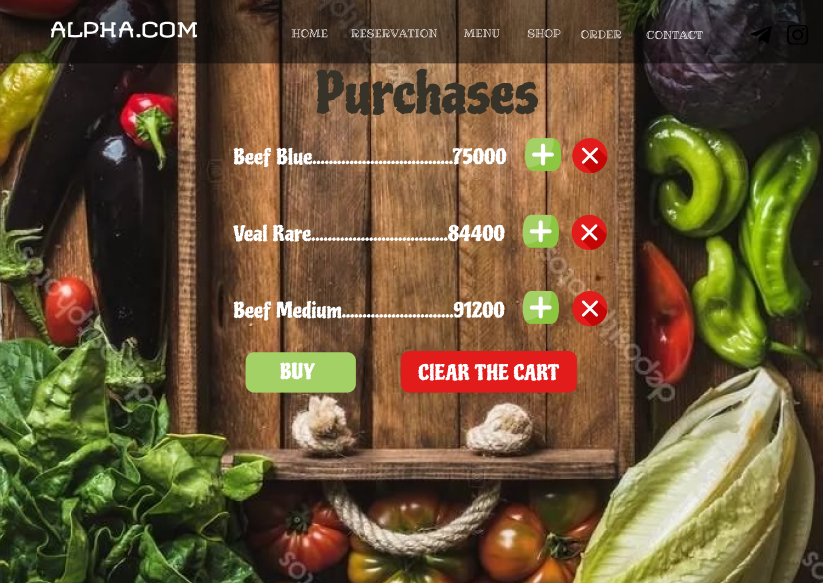 ALPHA.COM
HOME RESERVATION MENU SHOP ORDER CONTACT
Purchases
Beef Blue..................................75000
Veal Rare.................................84400
Beef Medium...........................91200
BUY ClEAR THE CART